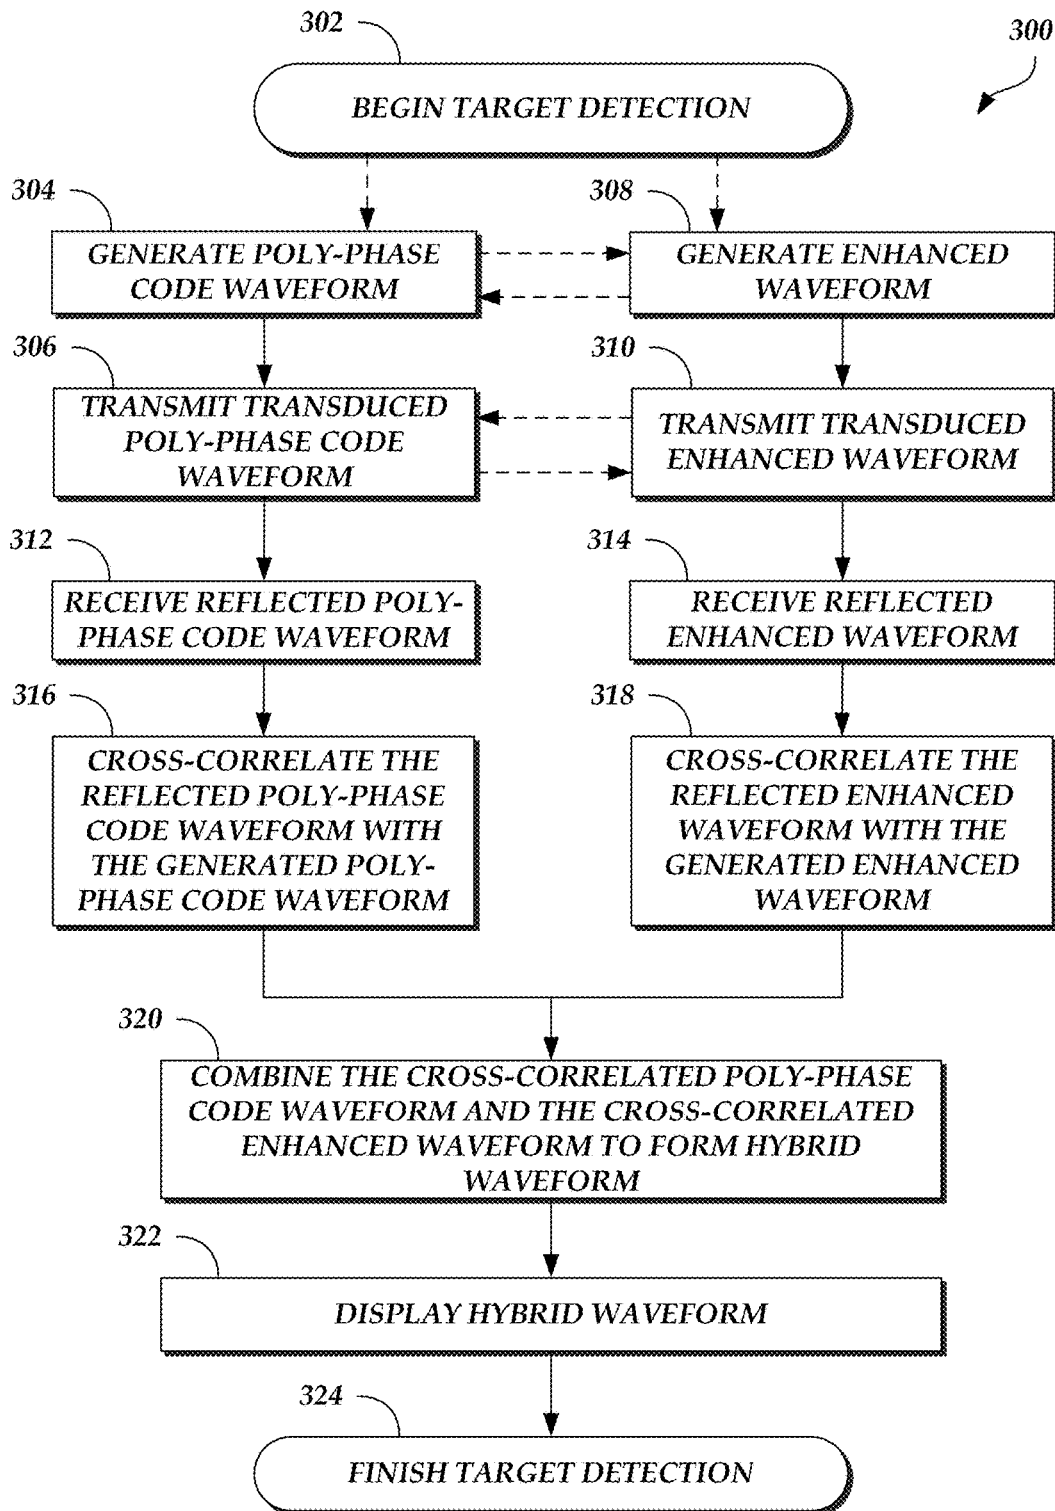 302
300
BEGIN TARGET DETECTION
304
308
GENERATE POLY-PHASE
CODE WAVEFORM
GENERATE ENHANCED
WAVEFORM
306
310
TRANSMIT TRANSDUCED
POLY-PHASE CODE
WAVEFORM
TRANSMIT TRANSDUCED
ENHANCED WAVEFORM
312
314
RECEIVE REFLECTED POLY-
PHASE CODE WAVEFORM
RECEIVE REFLECTED
ENHANCED WAVEFORM
316
318
CROSS-CORRELATE THE
REFLECTED POLY-PHASE
CODE WAVEFORM WITH
THE GENERATED POLY-
PHASE CODE WAVEFORM
CROSS-CORRELATE THE
REFLECTED ENHANCED
WAVEFORM WITH THE
GENERATED ENHANCED
WAVEFORM
320
COMBINE THE CROSS-CORRELATED POLY-PHASE
CODE WAVEFORM AND THE CROSS-CORRELATED
ENHANCED WAVEFORM TO FORM HYBRID
WAVEFORM
322
DISPLAY HYBRID WAVEFORM
324
FINISH TARGET DETECTION